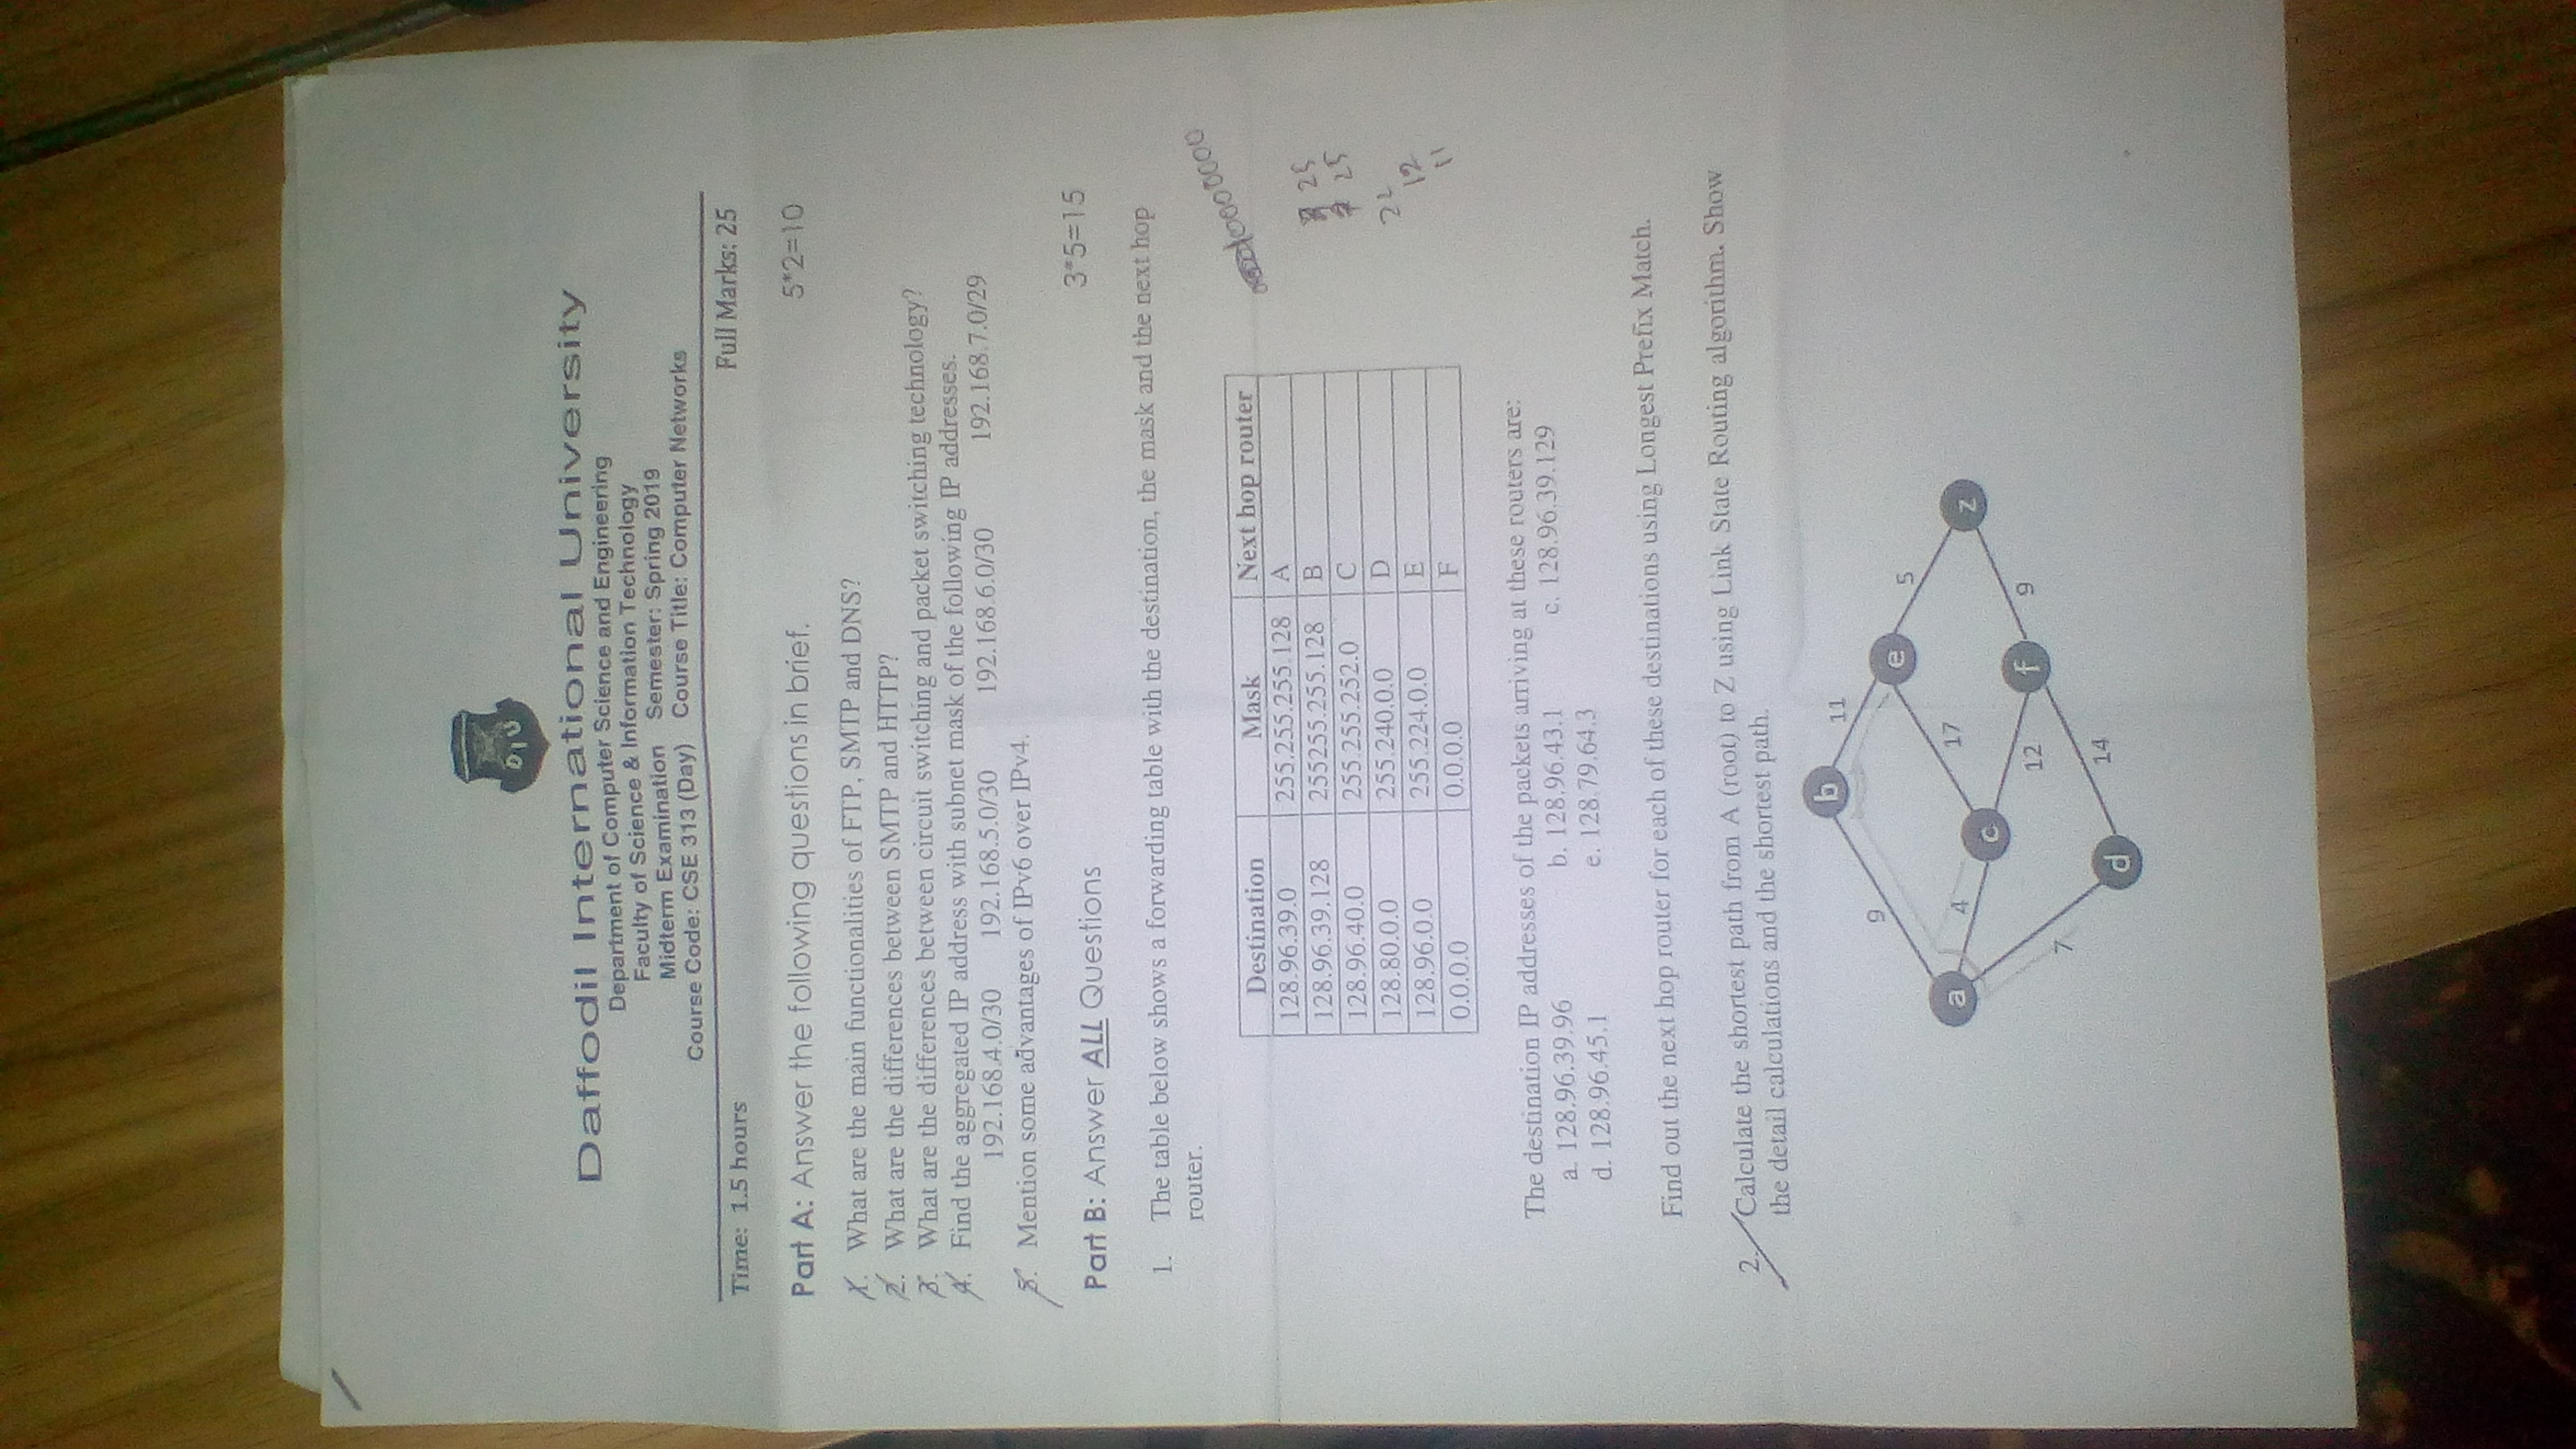 DIU
Daffodil International University
Department of Computer Science and Engineering
Faculty of Science & Information Technology
Midterm Examination Semester: Spring 2019
Course Code: CSE 313 (Day) Course Title: Computer Networks
Time: 1.5 hours Full Marks: 25
Part A: Answer the following questions in brief. 5*2=10
1. What are the main functionalities of FTP, SMTP and DNS?
2. What are the differences between SMTP and HTTP?
3. What are the differences between circuit switching and packet switching technology?
4. Find the aggregated IP address with subnet mask of the following IP addresses.
192.168.4.0/30 192.168.5.0/30 192.168.6.0/30 192.168.7.0/29
5. Mention some advantages of IPv6 over IPv4.
Part B: Answer ALL Questions 3*5=15
1. The table below shows a forwarding table with the destination, the mask and the next hop
router.
Destination Mask Next hop router
128.96.39.0 255.255.255.128 A
128.96.39.128 255255.255.128 B
128.96.40.0 255.255.252.0 C
128.80.0.0 255.240.0.0 D
128.96.0.0 255.224.0.0 E
0.0.0.0 0.0.0.0 F
25
25
22
12
11
The destination IP addresses of the packets arriving at these routers are:
a. 128.96.39.96 b. 128.96.43.1 c. 128.96.39.129
d. 128.96.45.1 e. 128.79.64.3
Find out the next hop router for each of these destinations using Longest Prefix Match.
2. Calculate the shortest path from A (root) to Z using Link State Routing algorithm. Show
the detail calculations and the shortest path.
b
11
9
e
5
a
4
17
z
c
12
f
9
7
14
d